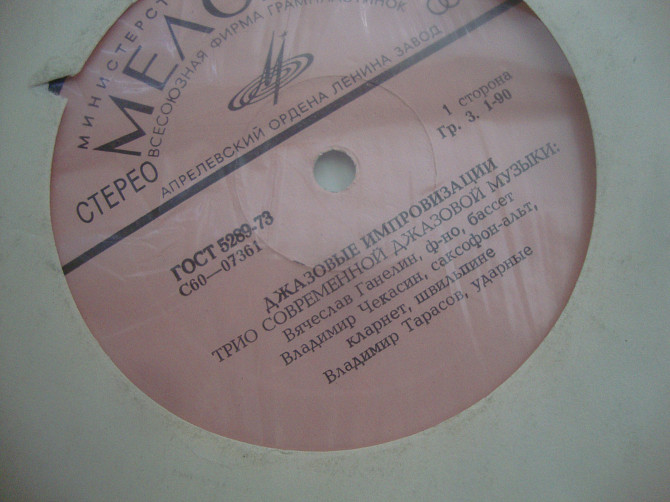 МИНИСТЕРСТ
МЕЛО
ВСЕСОЮЗНАЯ ФИРМА ГРАМПЛАСТИНОК
АПРЕЛЕВСКИЙ ОРДЕНА ЛЕНИНА ЗАВОД
СТЕРЕО
1 сторона
Гр. 3. 1-90
ГОСТ 5289-73
С60—07361
ДЖАЗОВЫЕ ИМПРОВИЗАЦИИ
ТРИО СОВРЕМЕННОЙ ДЖАЗОВОЙ МУЗЫКИ:
Вячеслав Ганелин, ф-но, бассет
Владимир Чекасин, саксофон-альт,
кларнет, швильпине
Владимир Тарасов, ударные